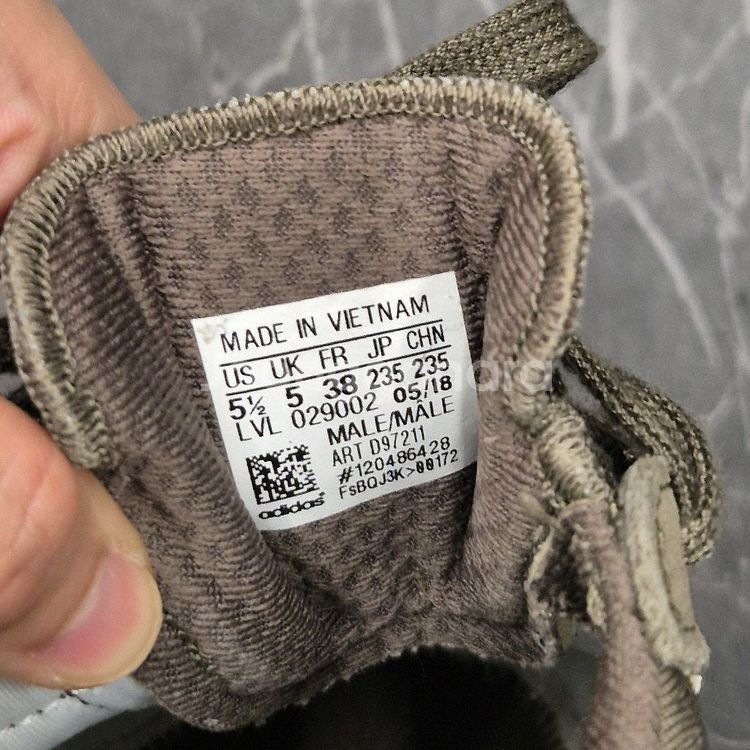 MADE IN VIETNAM
US UK FR JP CHN
5½ 5 38 235 235
LVL 029002 05/18
MALE/MÂLE
ART D97211
#120486428
FsBQJ3K>00172
adidas